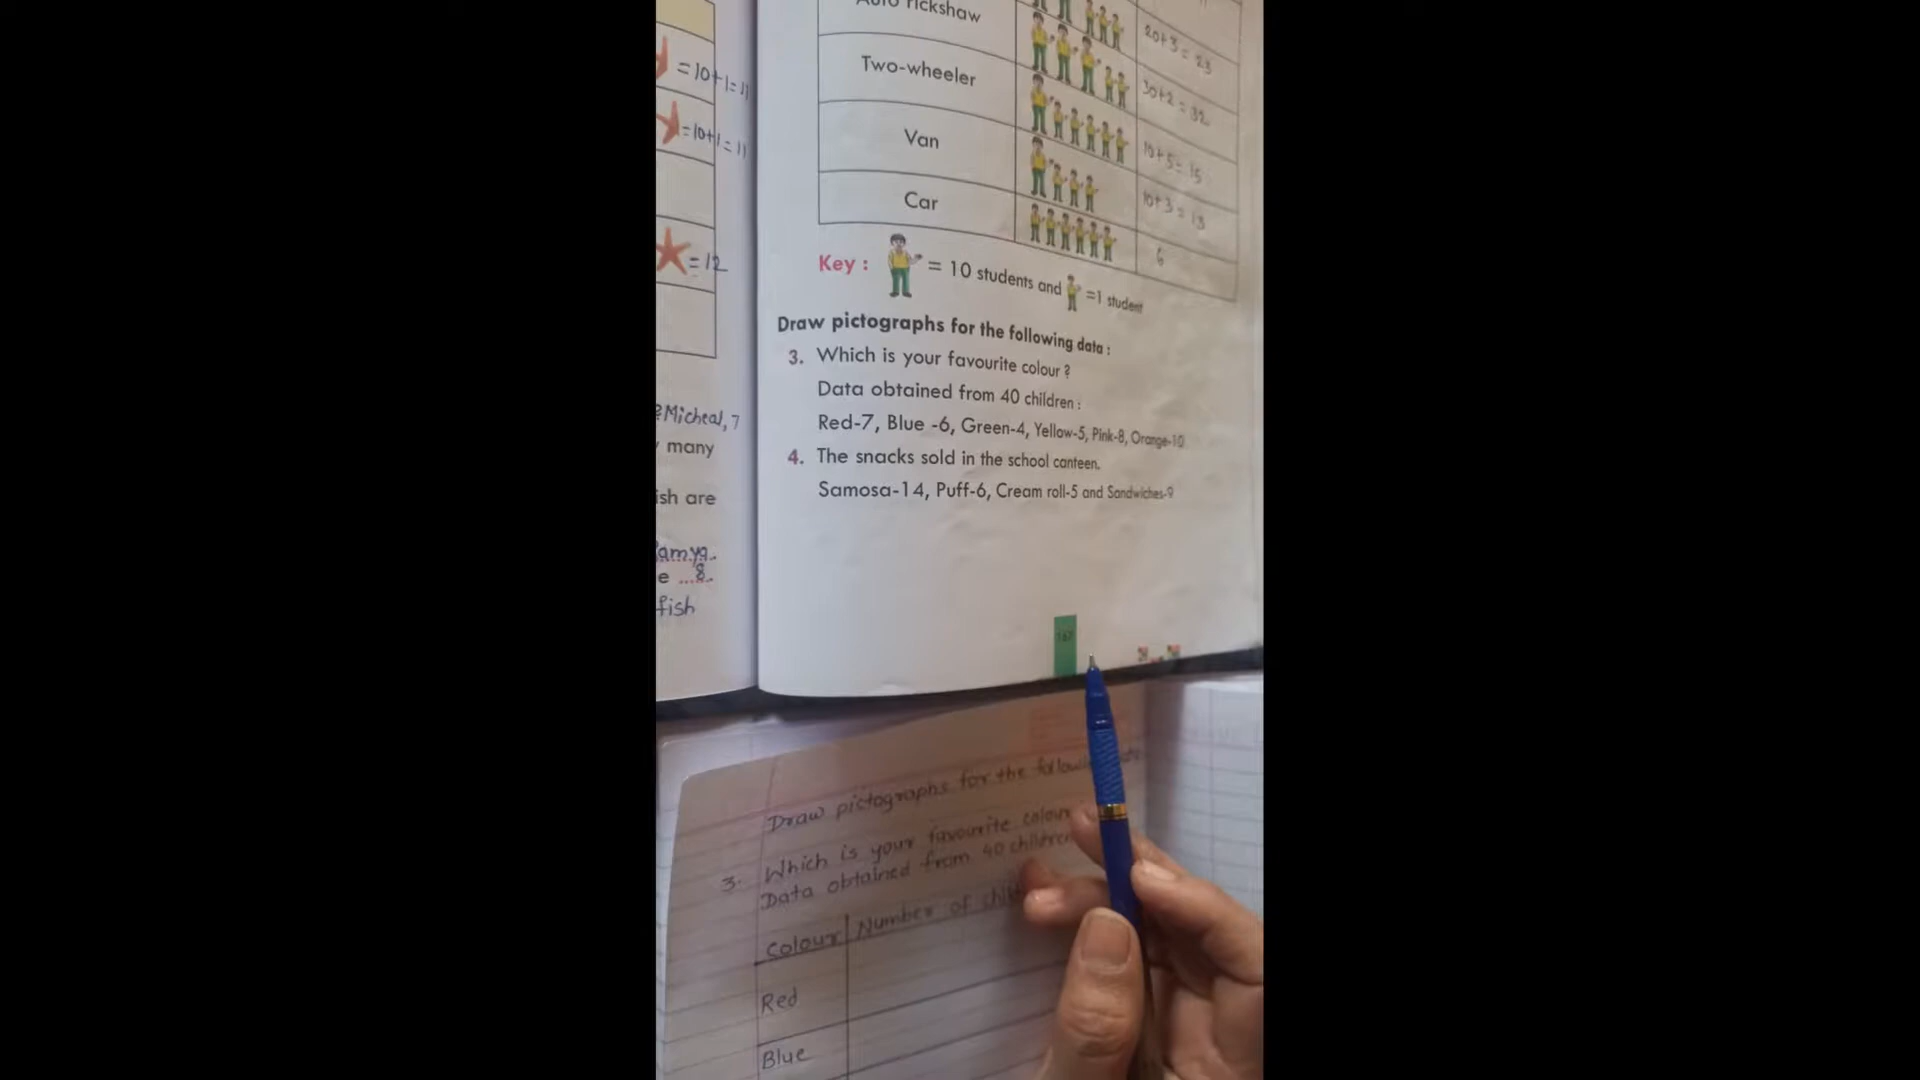 = 10+1 = 11
= 10+1 = 11
= 12
Micheal, 7
many
ish are
amya.
e ....8.
fish
rickshaw
20+3 = 23
Two-wheeler
30+2 = 32
Van
10+5 = 15
10+3 = 13
Car
6
Key : = 10 students and =1 student
Draw pictographs for the following data :
3. Which is your favourite colour ?
Data obtained from 40 children :
Red-7, Blue -6, Green-4, Yellow-5, Pink-8, Orange-10
4. The snacks sold in the school canteen.
Samosa-14, Puff-6, Cream roll-5 and Sandwiches-9
Draw pictographs for the
3. Which is your favourite colour
Data obtained from 40 children
Colour Number of
Red
Blue